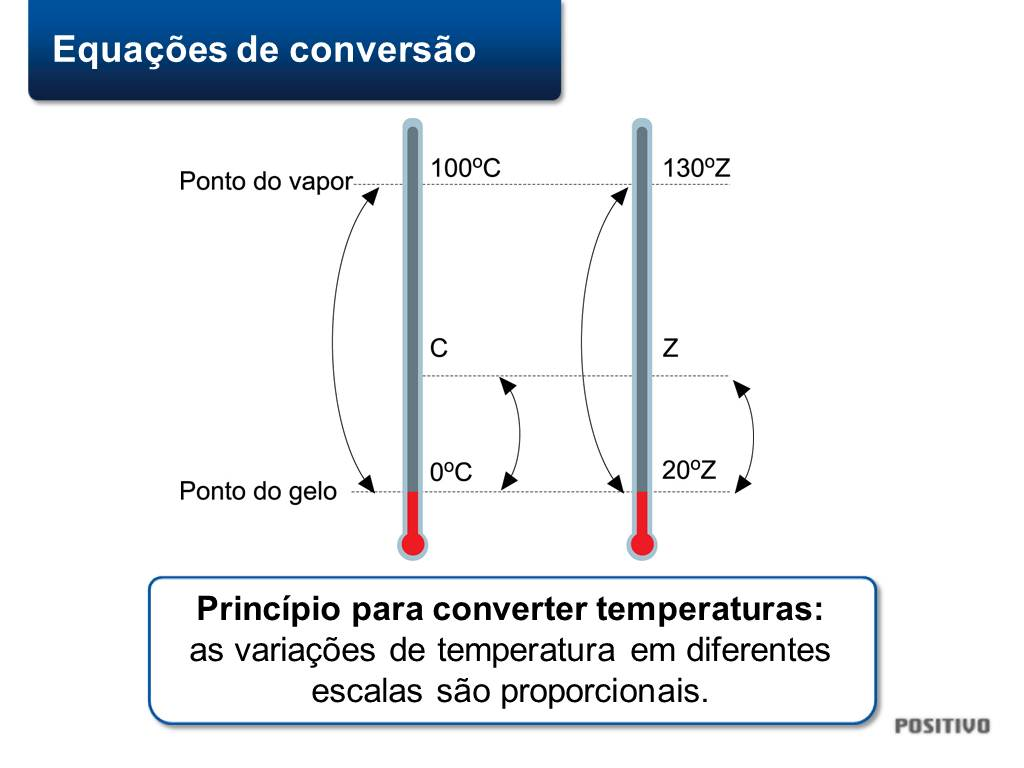 Equações de conversão
100ºC
130ºZ
Ponto do vapor
C
Z
0ºC
20ºZ
Ponto do gelo
Princípio para converter temperaturas:
as variações de temperatura em diferentes
escalas são proporcionais.
POSITIVO